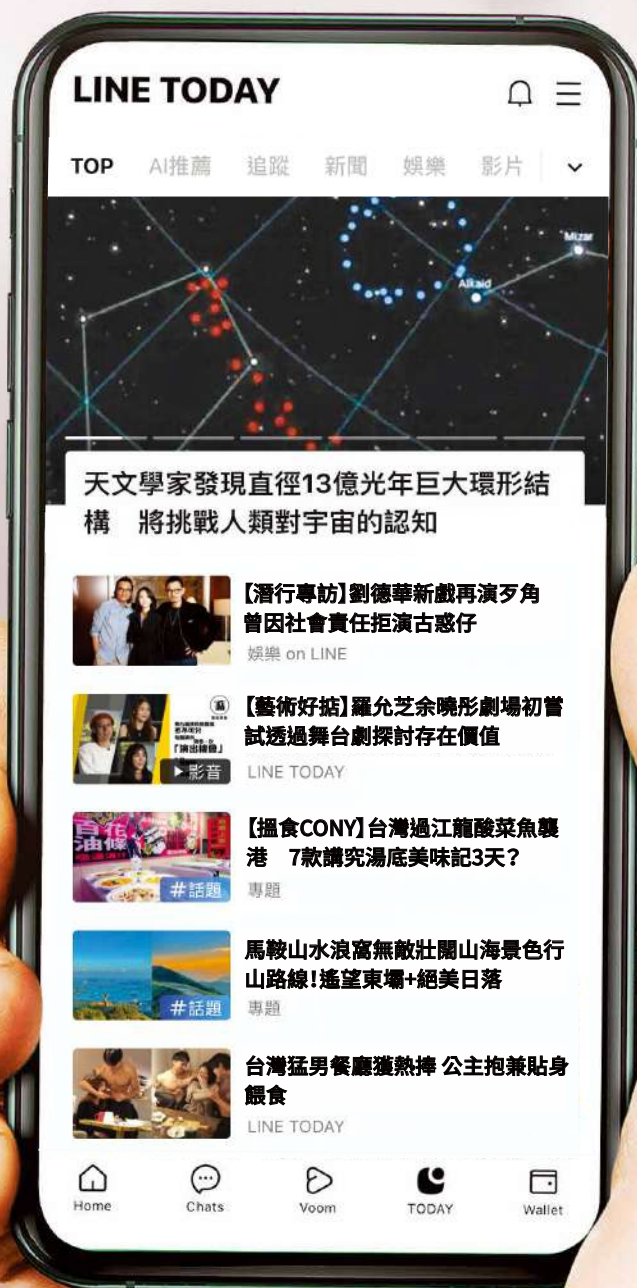 LINE TODAY
TOP AI推薦 追蹤 新聞 娛樂 影片
Mizar
Alkaid
天文學家發現直徑13億光年巨大環形結
構　將挑戰人類對宇宙的認知
【潛行專訪】劉德華新戲再演歹角
曾因社會責任拒演古惑仔
娛樂 on LINE
「演出機會」
影音
【藝術好掂】羅允芝余曉彤劇場初嘗
試透過舞台劇探討存在價值
LINE TODAY
百花
油條
#話題
【搵食CONY】台灣過江龍酸菜魚襲
港　7款講究湯底美味記3天？
專題
#話題
馬鞍山水浪窩無敵壯闊山海景色行
山路線！遙望東壩+絕美日落
專題
台灣猛男餐廳獲熱捧 公主抱兼貼身
餵食
LINE TODAY
Home Chats Voom TODAY Wallet